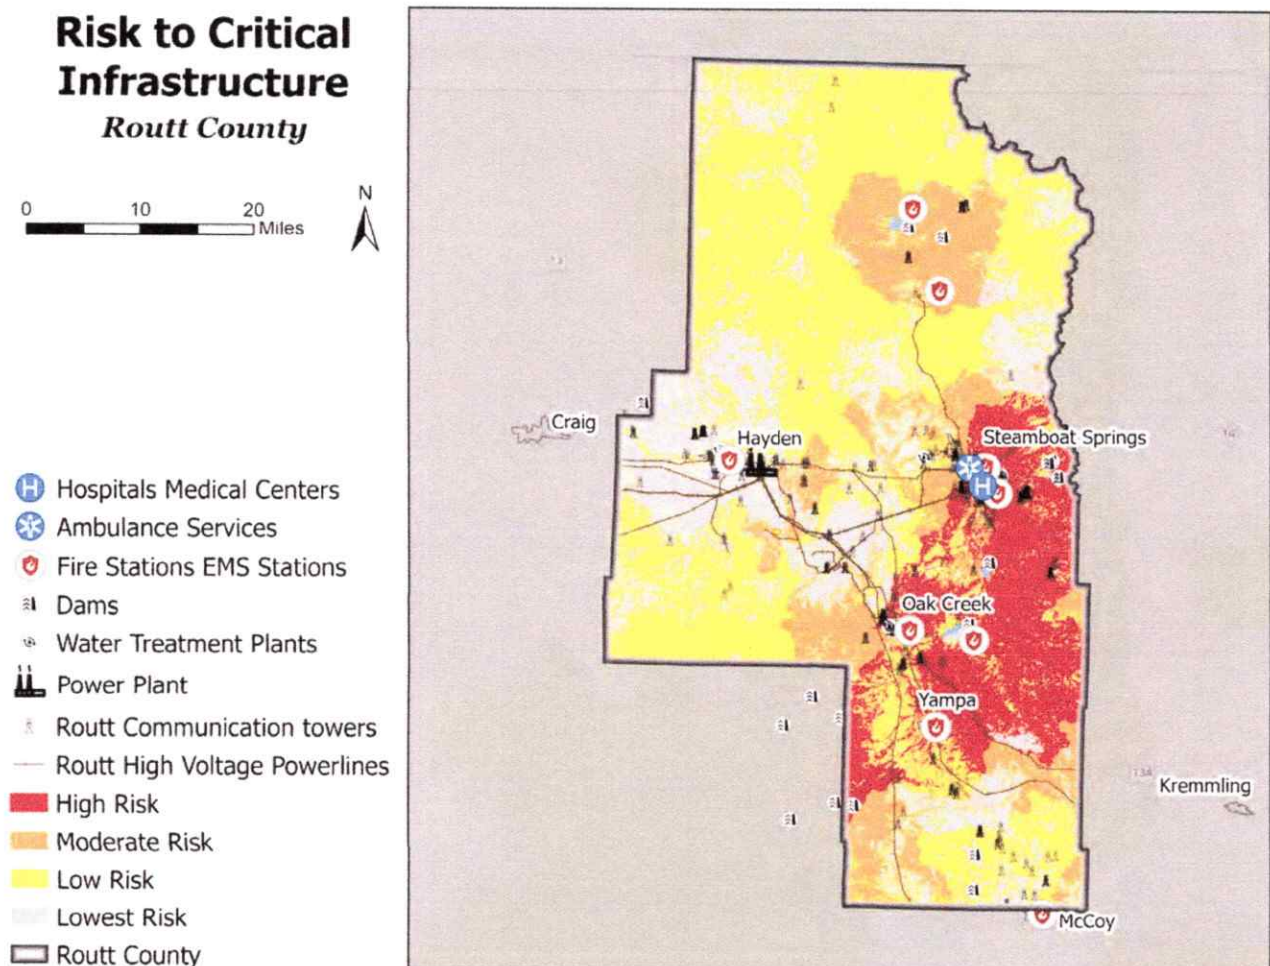 Risk to Critical
Infrastructure
Routt County
N
0 10 20
Miles
Hospitals Medical Centers
Ambulance Services
Fire Stations EMS Stations
Dams
Water Treatment Plants
Power Plant
Routt Communication towers
Routt High Voltage Powerlines
High Risk
Moderate Risk
Low Risk
Lowest Risk
Routt County
Craig
Hayden
Steamboat Springs
Oak Creek
Yampa
Kremmling
McCoy
H